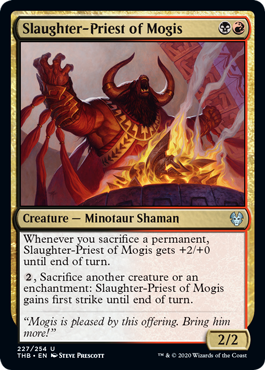 Slaughter-Priest of Mogis
Creature — Minotaur Shaman
Whenever you sacrifice a permanent,
Slaughter-Priest of Mogis gets +2/+0
until end of turn.
2, Sacrifice another creature or an
enchantment: Slaughter-Priest of Mogis
gains first strike until end of turn.
“Mogis is pleased by this offering. Bring him
more!”
2/2
227/254 U
THB • EN STEVE PRESCOTT
™ & © 2020 Wizards of the Coast